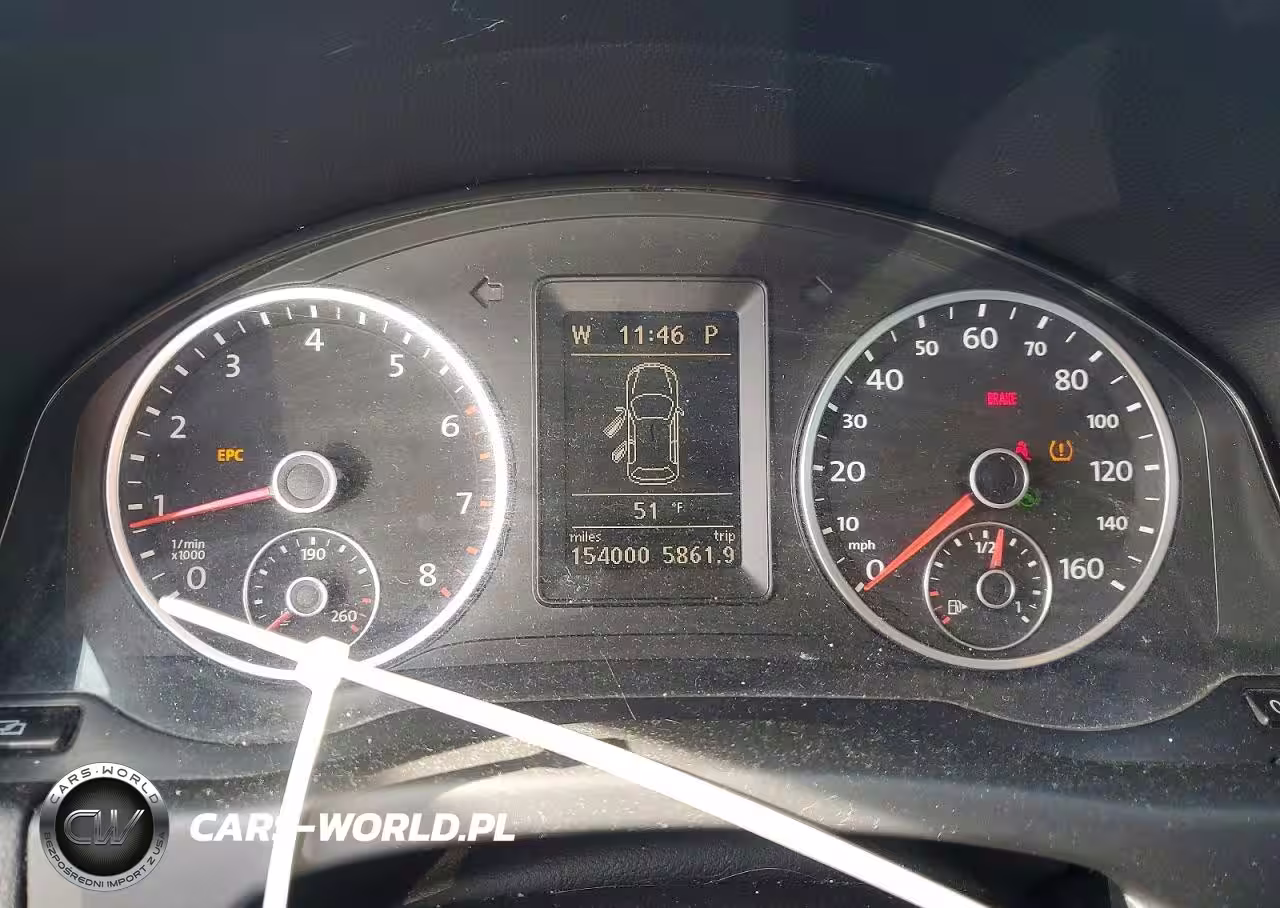 4
3
5
2
6
EPC
1
7
1/min
x1000
0
190
8
260
W 11:46 P
51 °F
miles trip
154000 5861.9
60
50
70
40
80
BRAKE
30
100
20
120
10
140
mph
0
1/2
160
1
CARS-WORLD
CW
BEZPOŚREDNI IMPORT Z USA
CARS-WORLD.PL